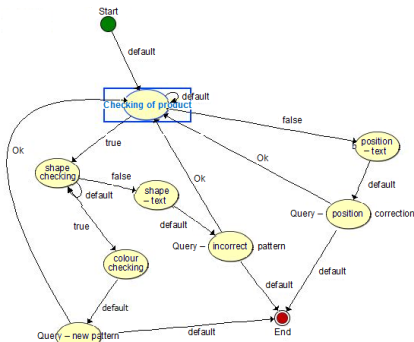 Start
default
Checking of product
default
false
true
position
– text
Ok
Ok
Ok
shape
checking
false
default
shape
– text
default
Query – position correction
true
default
Query – incorrect pattern
colour
checking
default
default
default
Query – new pattern
default
End